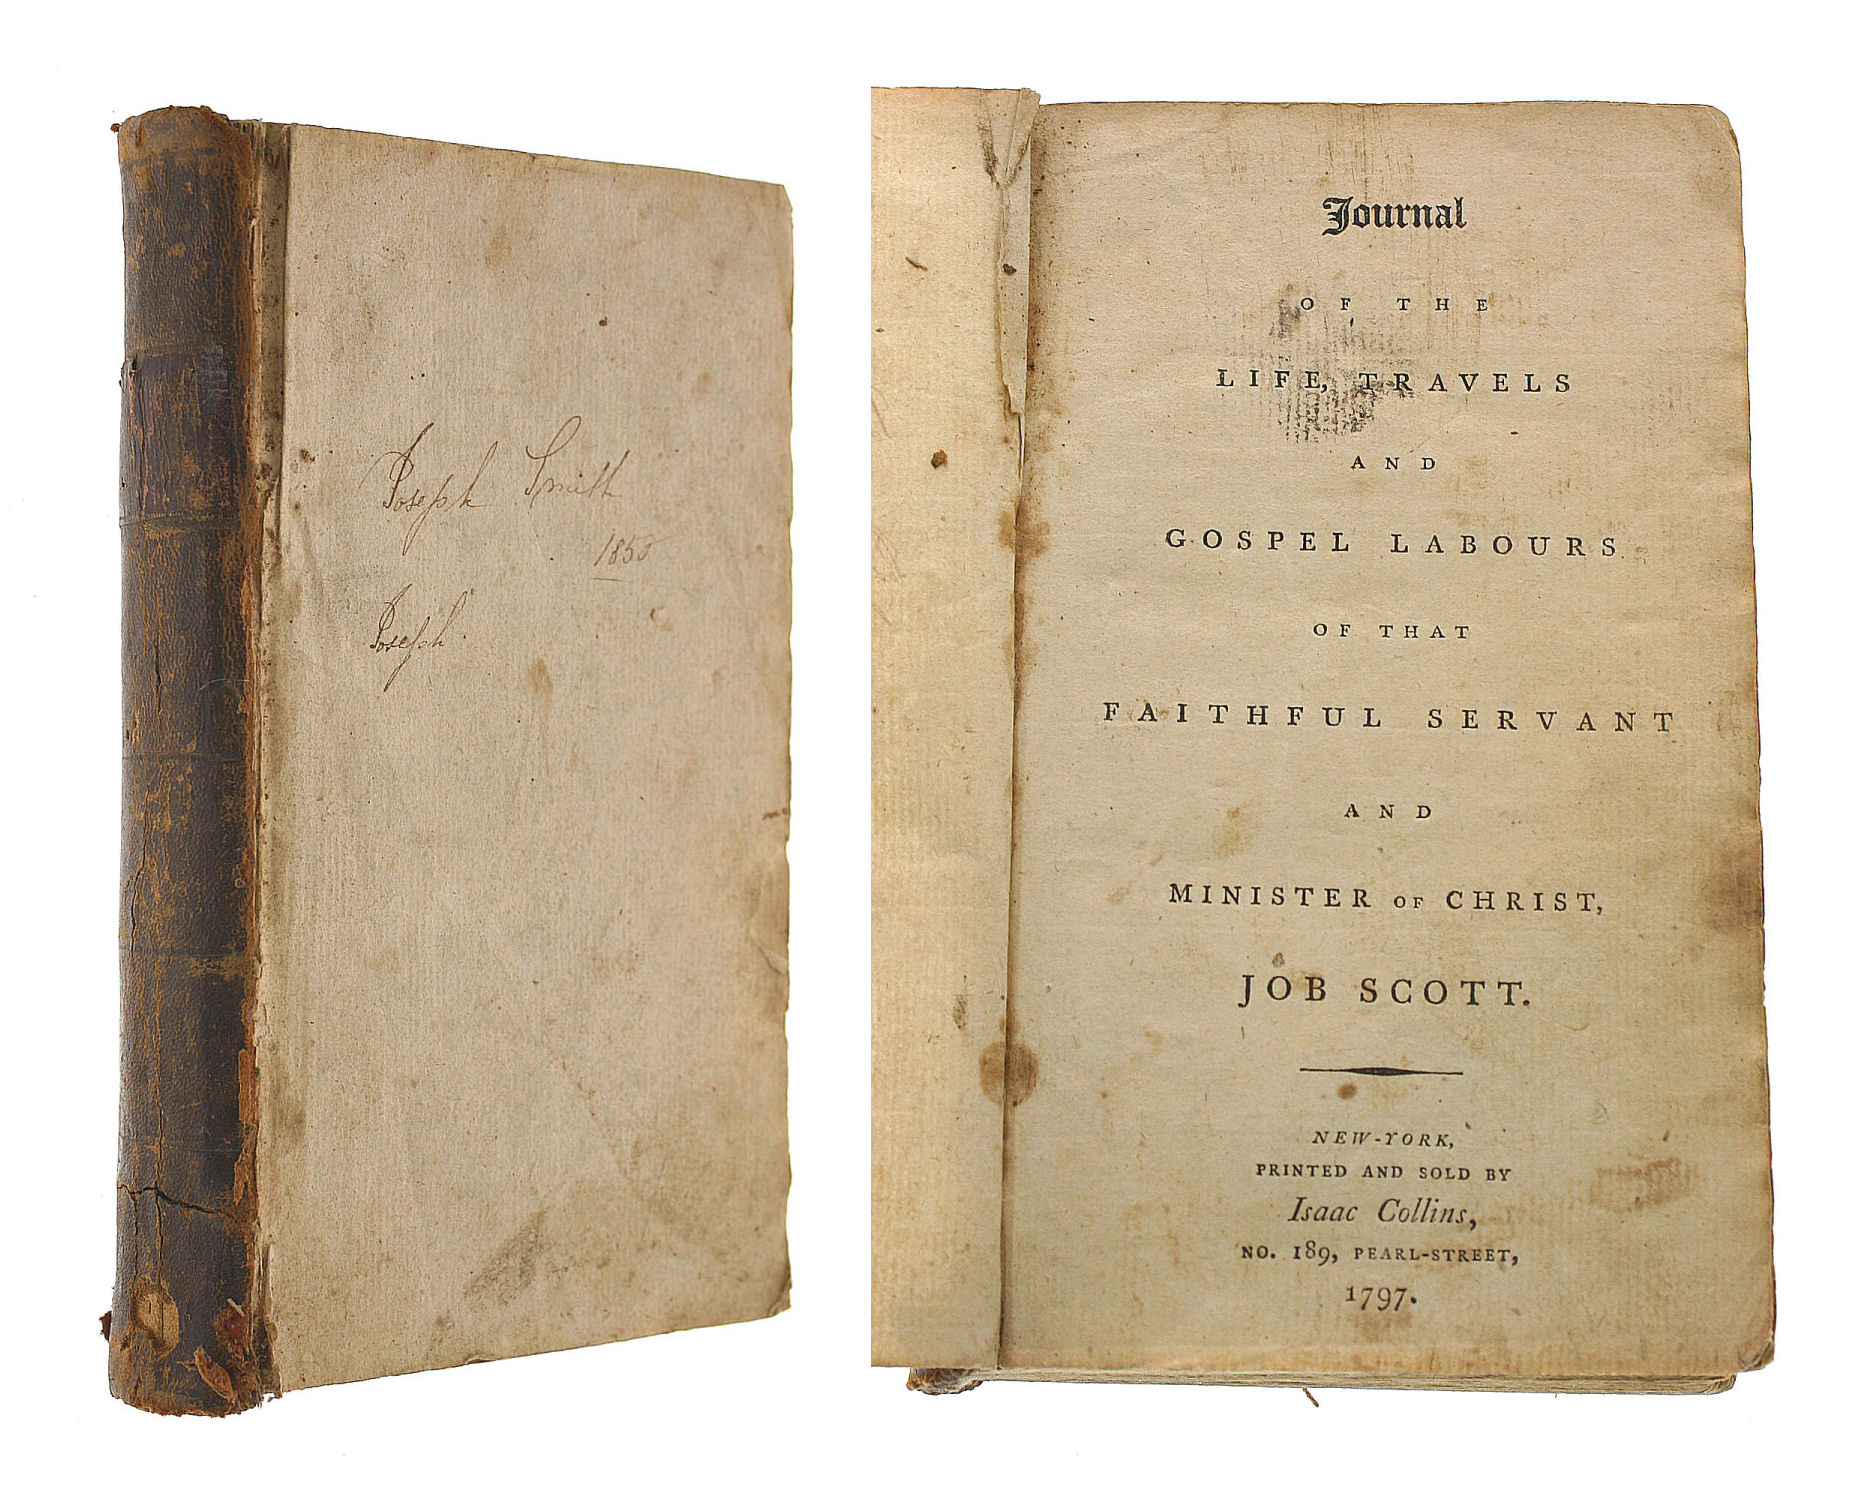 Joseph Smith
1850
Joseph
Journal
OF THE
LIFE, TRAVELS
AND
GOSPEL LABOURS
OF THAT
FAITHFUL SERVANT
AND
MINISTER OF CHRIST,
JOB SCOTT.
NEW-YORK,
PRINTED AND SOLD BY
Isaac Collins,
NO. 189, PEARL-STREET,
1797.